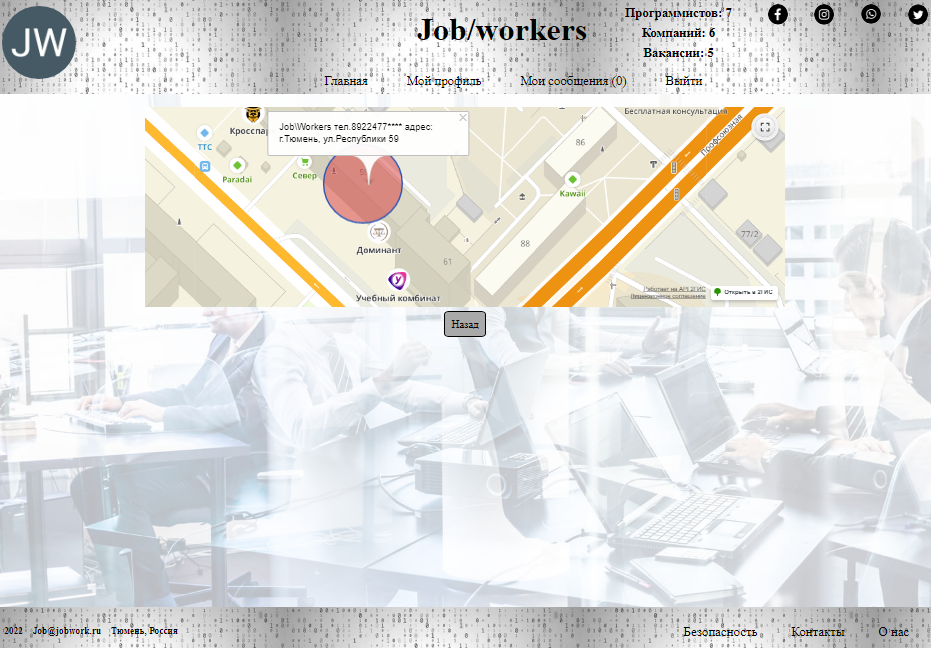 JW
Job/workers
Программистов: 7
Компаний: 6
Вакансии: 5
Главная
Мой профиль
Мои сообщения (0)
Выйти
Job\Workers тел.8922477**** адрес:
г.Тюмень, ул.Республики 59
ТТС
Paradai
Север
Доминант
61
Учебный комбинат
Kawaii
86
88
Бесплатная консультация
Профсоюзная
77/2
Работает на API 2ГИС
Лицензионное соглашение
Открыть в 2ГИС
Назад
2022
Job@jobwork.ru
Тюмень, Россия
Безопасность
Контакты
О нас